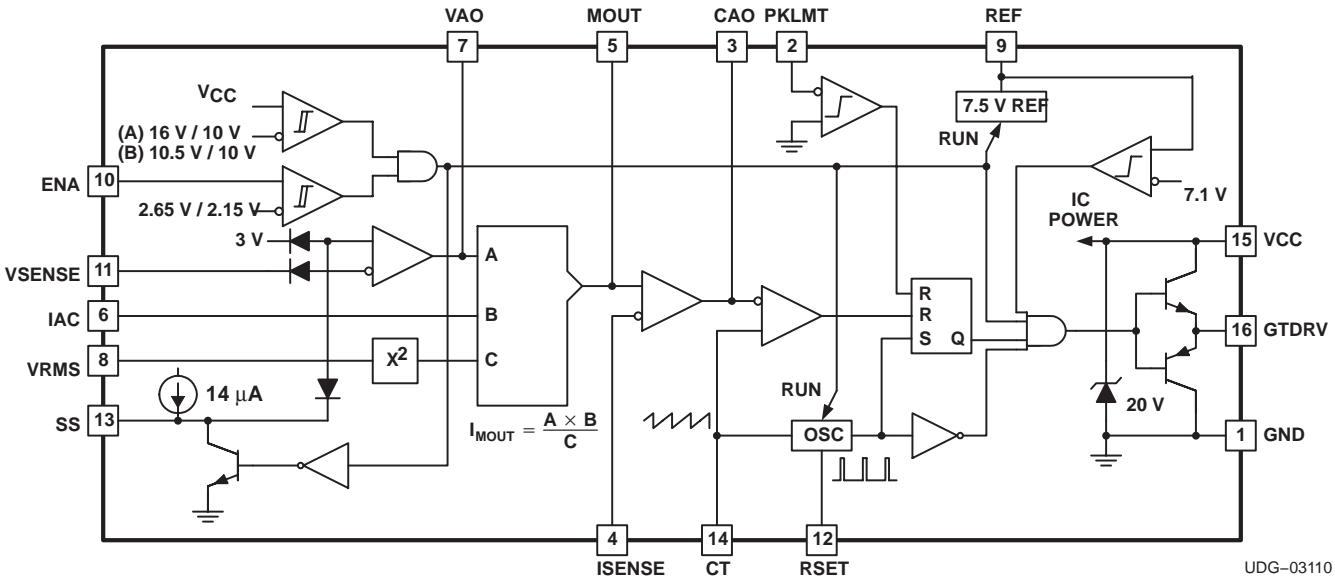 VAO MOUT CAO PKLMT REF
7 5 3 2 9
VCC
(A) 16 V / 10 V
(B) 10.5 V / 10 V
7.5 V REF
RUN
ENA 10
2.65 V / 2.15 V
7.1 V
IC
POWER
3 V
15 VCC
VSENSE 11
A
IAC 6
B
R
R
S Q
16 GTDRV
VRMS 8
X2
C
RUN
14 μA
20 V
SS 13
IMOUT = A × B
C
OSC
1 GND
4 14 12
ISENSE CT RSET
UDG–03110